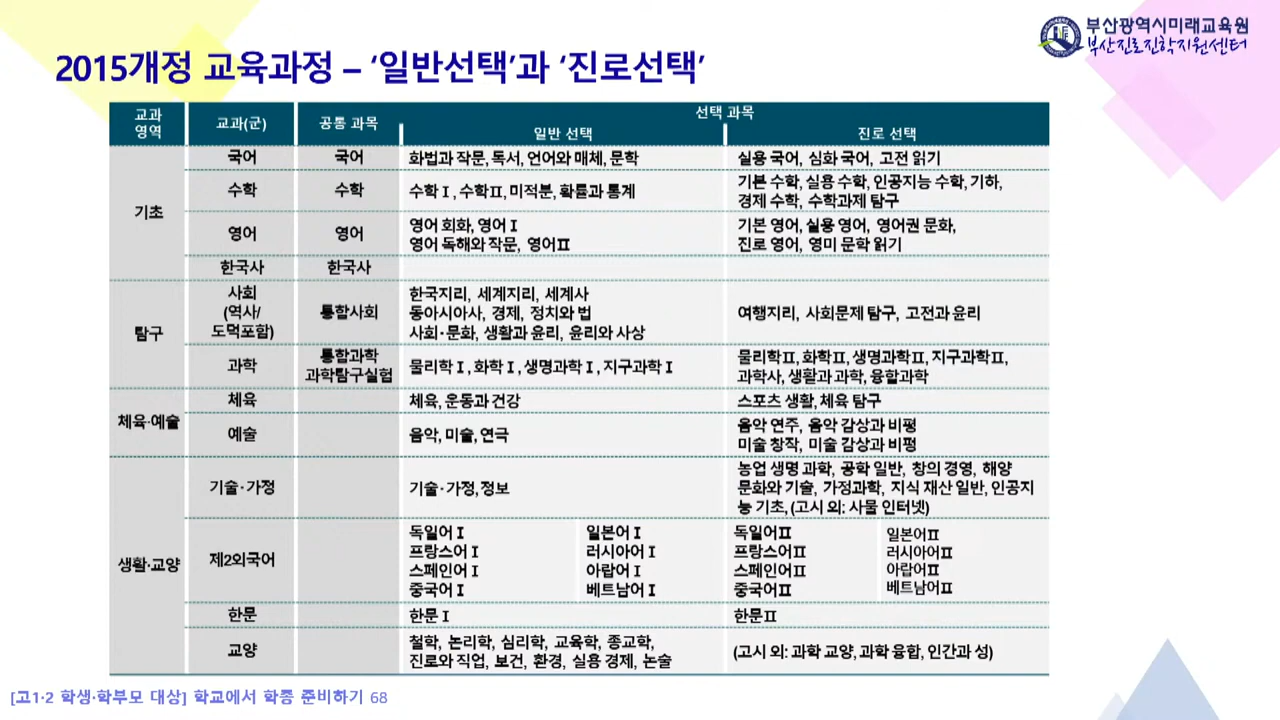 부산광역시미래교육원
부산진로진학지원센터
2015개정 교육과정 – ‘일반선택’과 ‘진로선택’
교과 영역 교과(군) 공통 과목 선택 과목
일반 선택 진로 선택
기초
국어 국어 화법과 작문, 독서, 언어와 매체, 문학 실용 국어, 심화 국어, 고전 읽기
수학 수학 수학Ⅰ, 수학Ⅱ, 미적분, 확률과 통계 기본 수학, 실용 수학, 인공지능 수학, 기하,
경제 수학, 수학과제 탐구
영어 영어 영어 회화, 영어Ⅰ 기본 영어, 실용 영어, 영어권 문화,
영어 독해와 작문, 영어Ⅱ 진로 영어, 영미 문학 읽기
한국사 한국사
탐구
사회 한국지리, 세계지리, 세계사
(역사/ 통합사회 동아시아사, 경제, 정치와 법 여행지리, 사회문제 탐구, 고전과 윤리
도덕포함) 사회·문화, 생활과 윤리, 윤리와 사상
과학 통합과학 물리학Ⅰ, 화학Ⅰ, 생명과학Ⅰ, 지구과학Ⅰ 물리학Ⅱ, 화학Ⅱ, 생명과학Ⅱ, 지구과학Ⅱ,
과학탐구실험 과학사, 생활과 과학, 융합과학
체육·예술
체육 체육, 운동과 건강 스포츠 생활, 체육 탐구
예술 음악, 미술, 연극 음악 연주, 음악 감상과 비평
미술 창작, 미술 감상과 비평
생활·교양
기술·가정 기술·가정, 정보 농업 생명 과학, 공학 일반, 창의 경영, 해양
문화와 기술, 가정과학, 지식 재산 일반, 인공지
능 기초, (고시 외: 사물 인터넷)
제2외국어
독일어Ⅰ 일본어Ⅰ 독일어Ⅱ 일본어Ⅱ
프랑스어Ⅰ 러시아어Ⅰ 프랑스어Ⅱ 러시아어Ⅱ
스페인어Ⅰ 아랍어Ⅰ 스페인어Ⅱ 아랍어Ⅱ
중국어Ⅰ 베트남어Ⅰ 중국어Ⅱ 베트남어Ⅱ
한문 한문Ⅰ 한문Ⅱ
교양 철학, 논리학, 심리학, 교육학, 종교학, (고시 외: 과학 교양, 과학 융합, 인간과 성)
진로와 직업, 보건, 환경, 실용 경제, 논술
[고1·2 학생·학부모 대상] 학교에서 학종 준비하기 68